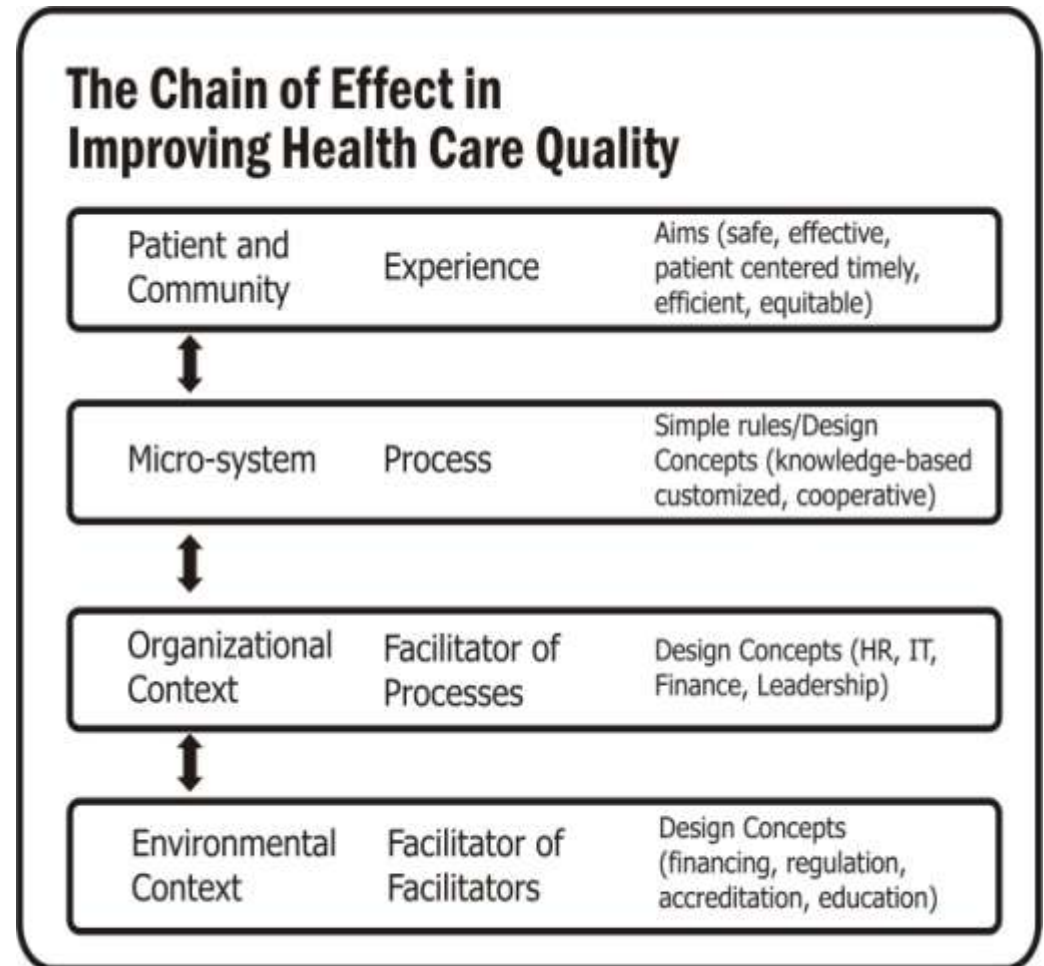 The Chain of Effect in
Improving Health Care Quality
Patient and
Community
Experience
Aims (safe, effective,
patient centered timely,
efficient, equitable)
Micro-system
Process
Simple rules/Design
Concepts (knowledge-based
customized, cooperative)
Organizational
Context
Facilitator of
Processes
Design Concepts (HR, IT,
Finance, Leadership)
Environmental
Context
Facilitator of
Facilitators
Design Concepts
(financing, regulation,
accreditation, education)